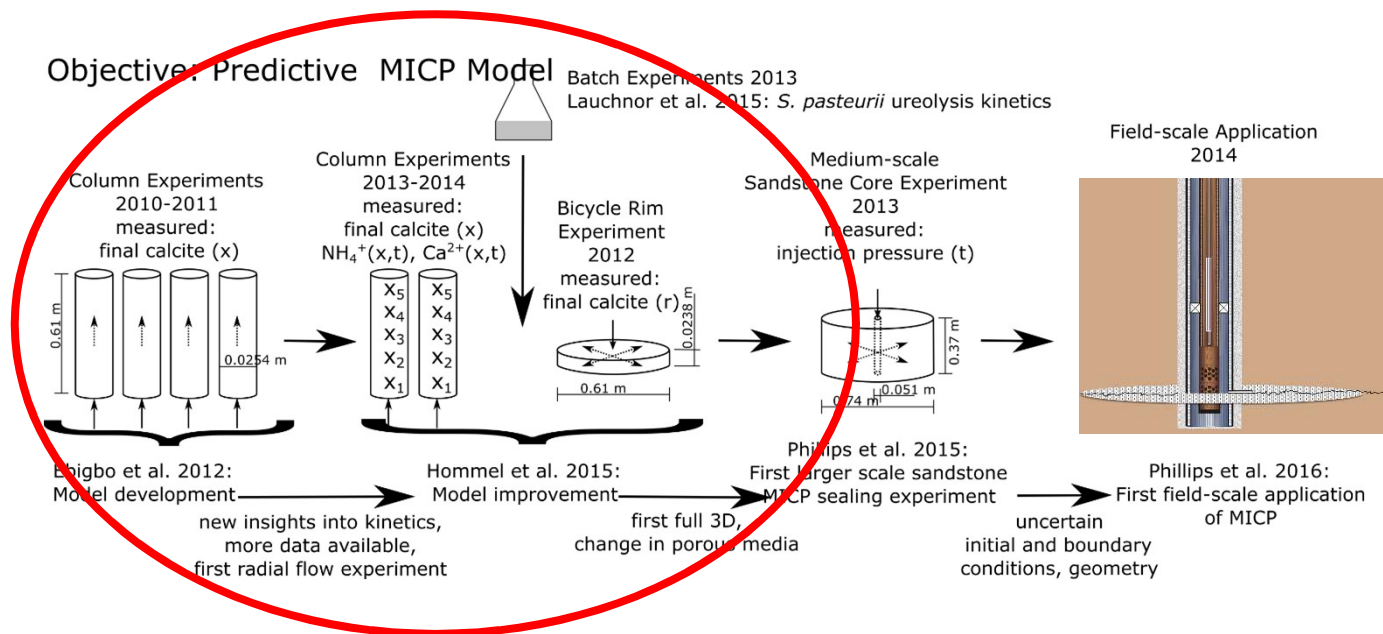 Objective: Predictive MICP Model
Batch Experiments 2013
Lauchnor et al. 2015: S. pasteurii ureolysis kinetics
Column Experiments
2010-2011
measured:
final calcite (x)
0.61 m
0.0254 m
Column Experiments
2013-2014
measured:
final calcite (x)
NH₄⁺(x,t), Ca²⁺(x,t)
X₅ X₅
X₄ X₄
X₃ X₃
X₂ X₂
X₁ X₁
Bicycle Rim
Experiment
2012
measured:
final calcite (r)
0.0238 m
0.61 m
Medium-scale
Sandstone Core Experiment
2013
measured:
injection pressure (t)
0.37 m
0.051 m
0.74 m
Field-scale Application
2014
Ebigbo et al. 2012:
Model development
new insights into kinetics,
more data available,
first radial flow experiment
Hommel et al. 2015:
Model improvement
first full 3D,
change in porous media
Phillips et al. 2015:
First larger scale sandstone
MICP sealing experiment
uncertain
initial and boundary
conditions, geometry
Phillips et al. 2016:
First field-scale application
of MICP